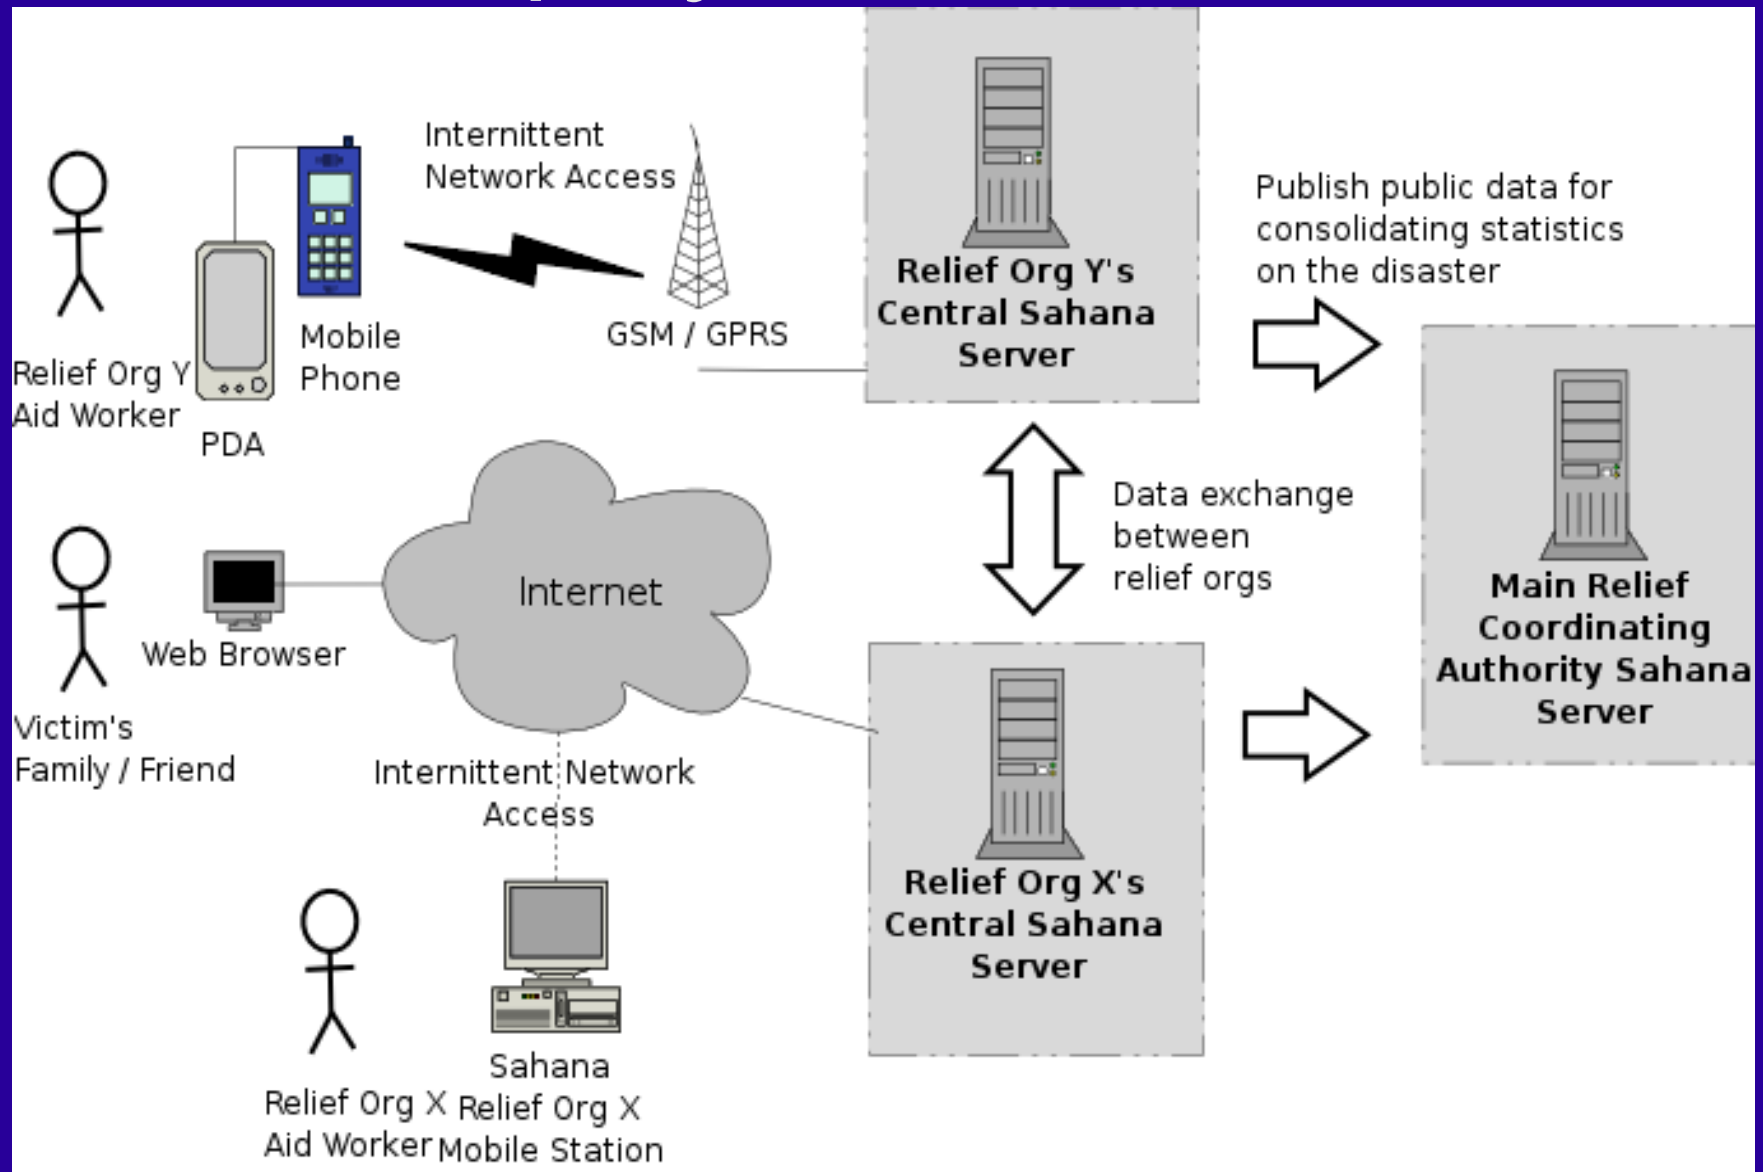 Internittent
Network Access
Mobile
Phone
GSM / GPRS
Relief Org Y
Aid Worker
PDA
Relief Org Y's
Central Sahana
Server
Publish public data for
consolidating statistics
on the disaster
Internet
Web Browser
Victim's
Family / Friend
Data exchange
between
relief orgs
Main Relief
Coordinating
Authority Sahana
Server
Internittent Network
Access
Relief Org X's
Central Sahana
Server
Relief Org X
Aid Worker
Sahana
Relief Org X
Mobile Station